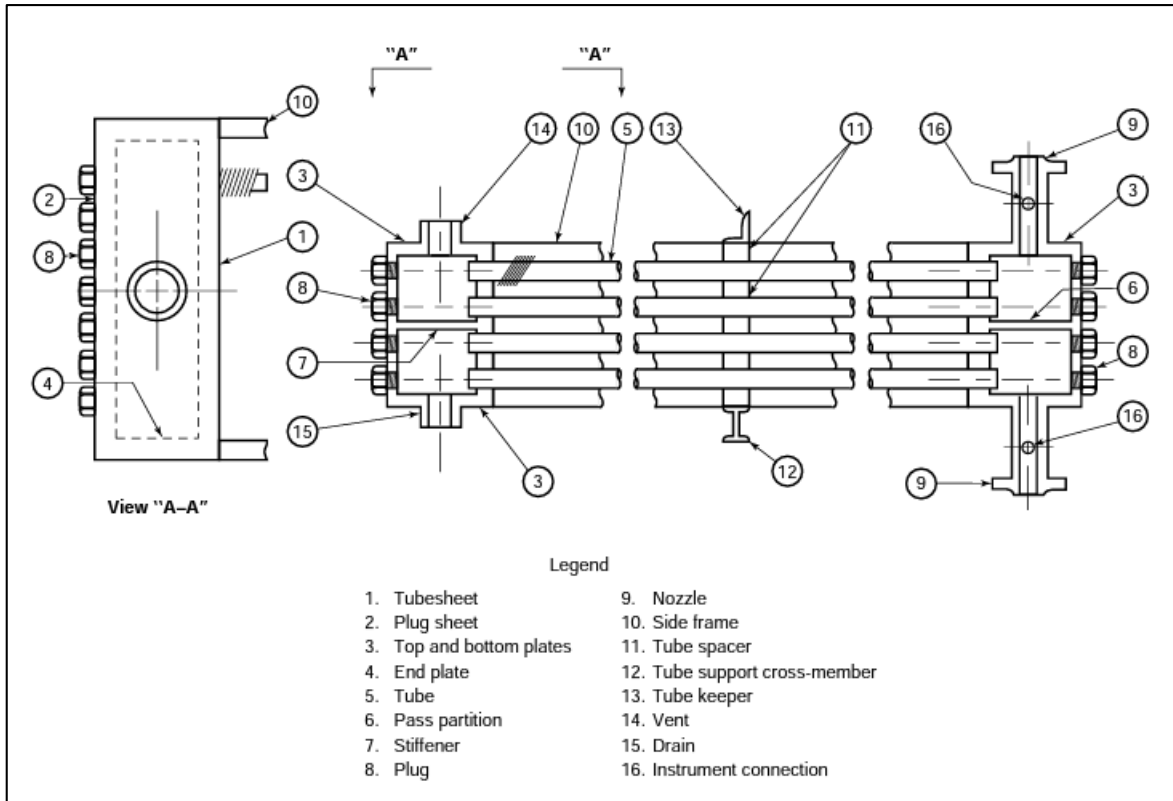 “A” “A”
10 14 10 5 13 11 16 9
2 3 3
1
8 8 6
7 8
4
15 16
12
3 9
View “A–A”
Legend
1. Tubesheet
2. Plug sheet
3. Top and bottom plates
4. End plate
5. Tube
6. Pass partition
7. Stiffener
8. Plug
9. Nozzle
10. Side frame
11. Tube spacer
12. Tube support cross-member
13. Tube keeper
14. Vent
15. Drain
16. Instrument connection